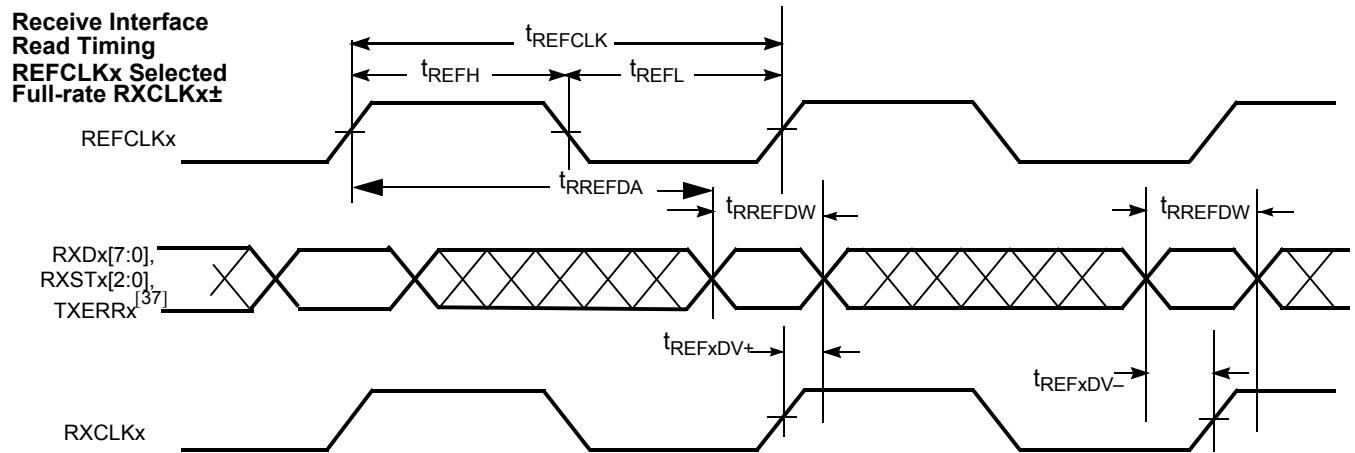 Receive Interface
Read Timing
REFCLKx Selected
Full-rate RXCLKx±
tREFCLK
tREFH
tREFL
REFCLKx
tRREFDA
tRREFDW
tRREFDW
RXDx[7:0],
RXSTx[2:0],
TXERRx[37]
tREFxDV+
tREFxDV–
RXCLKx